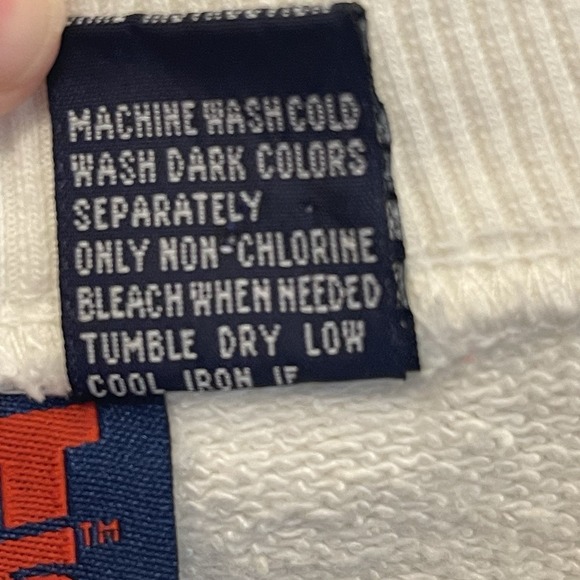 MACHINE WASH COLD
WASH DARK COLORS
SEPARATELY
ONLY NON-CHLORINE
BLEACH WHEN NEEDED
TUMBLE DRY LOW
COOL IRON IF
TM